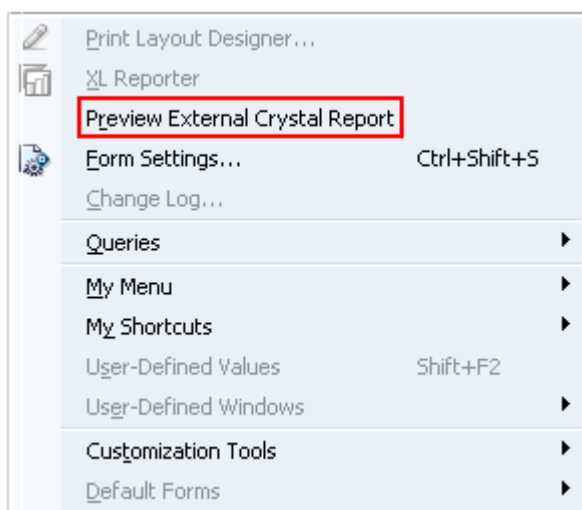 Print Layout Designer...
XL Reporter
Preview External Crystal Report
Form Settings... Ctrl+Shift+S
Change Log...
Queries
My Menu
My Shortcuts
User-Defined Values Shift+F2
User-Defined Windows
Customization Tools
Default Forms